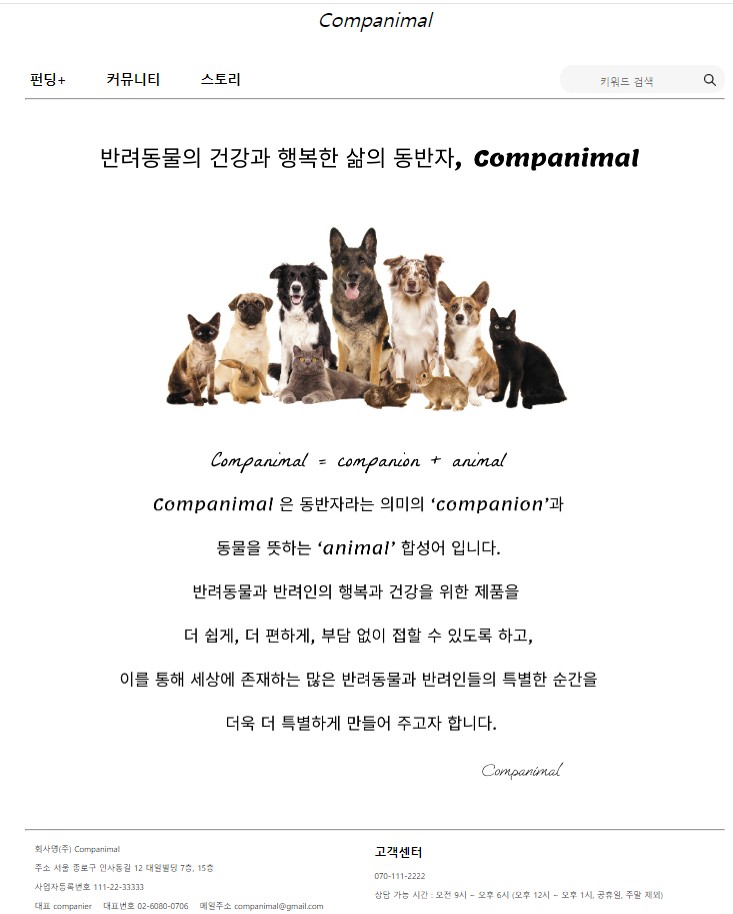 Companimal
펀딩+ 커뮤니티 스토리 키워드 검색
반려동물의 건강과 행복한 삶의 동반자, Companimal
Companimal = companion + animal
Companimal 은 동반자라는 의미의 ‘companion’과
동물을 뜻하는 ‘animal’ 합성어 입니다.
반려동물과 반려인의 행복과 건강을 위한 제품을
더 쉽게, 더 편하게, 부담 없이 접할 수 있도록 하고,
이를 통해 세상에 존재하는 많은 반려동물과 반려인들의 특별한 순간을
더욱 더 특별하게 만들어 주고자 합니다.
Companimal
회사명(주) Companimal
주소 서울 종로구 인사동길 12 대일빌딩 7층, 15층
사업자등록번호 111-22-33333
대표 companier 대표번호 02-6080-0706 메일주소 companimal@gmail.com
고객센터
070-111-2222
상담 가능 시간 : 오전 9시 ~ 오후 6시 (오후 12시 ~ 오후 1시, 공휴일, 주말 제외)